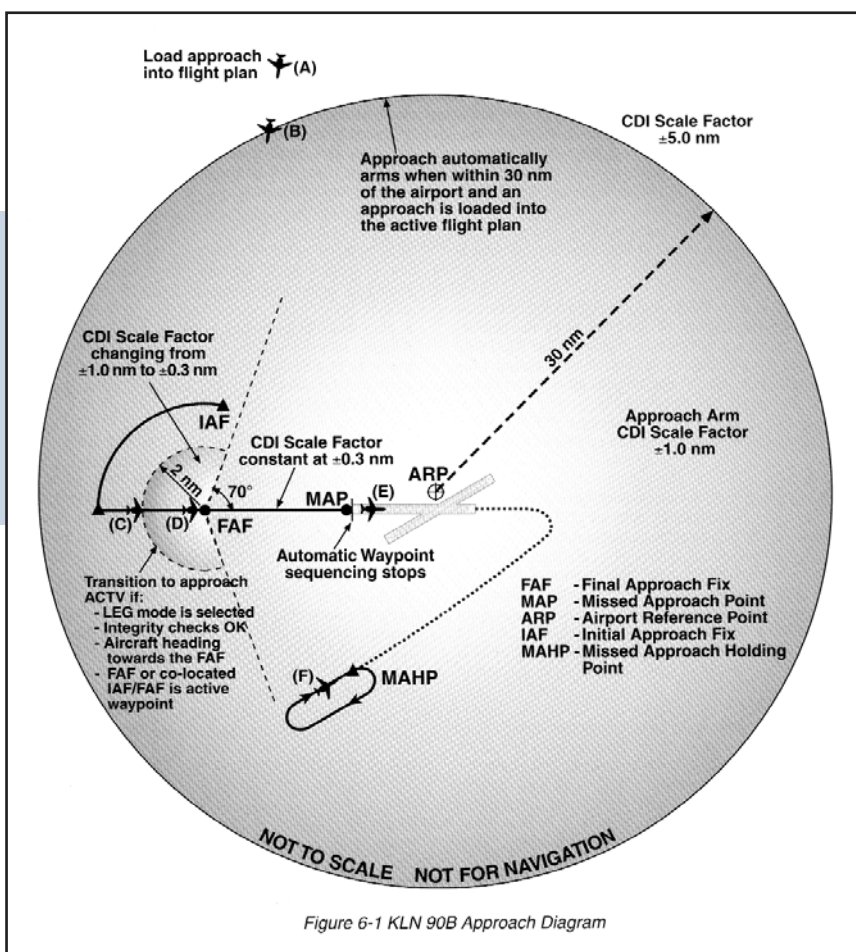 Load approach
into flight plan
(A)
(B)
CDI Scale Factor
±5.0 nm
Approach automatically
arms when within 30 nm
of the airport and an
approach is loaded into
the active flight plan
30 nm
CDI Scale Factor
changing from
±1.0 nm to ±0.3 nm
IAF
2 nm
70°
CDI Scale Factor
constant at ±0.3 nm
Approach Arm
CDI Scale Factor
±1.0 nm
ARP
MAP
(C)
(D)
FAF
(E)
Automatic Waypoint
sequencing stops
Transition to approach
ACTV if:
- LEG mode is selected
- Integrity checks OK
- Aircraft heading
towards the FAF
- FAF or co-located
IAF/FAF is active
waypoint
FAF - Final Approach Fix
MAP - Missed Approach Point
ARP - Airport Reference Point
IAF - Initial Approach Fix
MAHP - Missed Approach Holding
Point
(F)
MAHP
NOT TO SCALE NOT FOR NAVIGATION
Figure 6-1 KLN 90B Approach Diagram